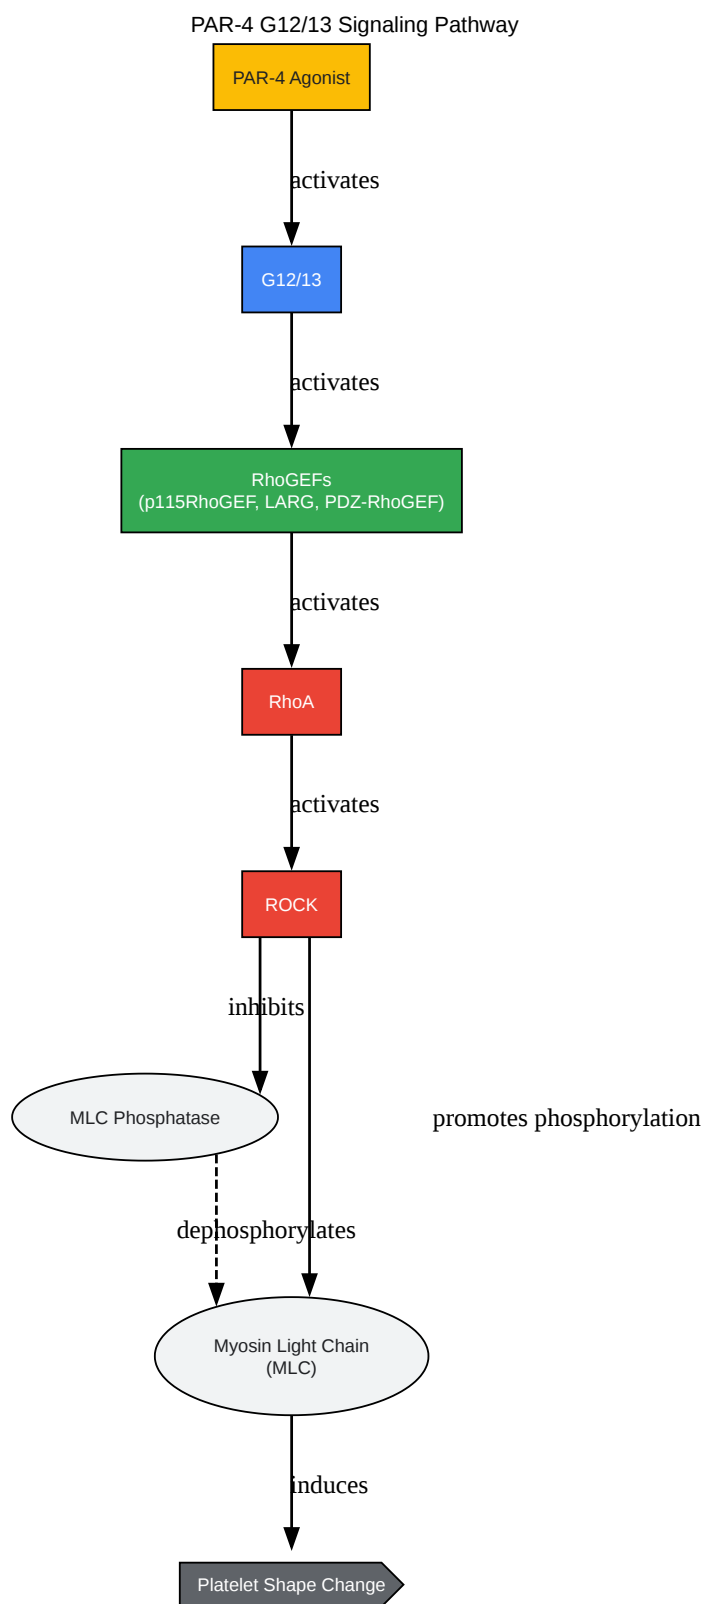 PAR-4 G12/13 Signaling Pathway
PAR-4 Agonist
activates
G12/13
activates
RhoGEFs
(p115RhoGEF, LARG, PDZ-RhoGEF)
activates
RhoA
activates
ROCK
inhibits
MLC Phosphatase
promotes phosphorylation
dephosphorylates
Myosin Light Chain
(MLC)
induces
Platelet Shape Change